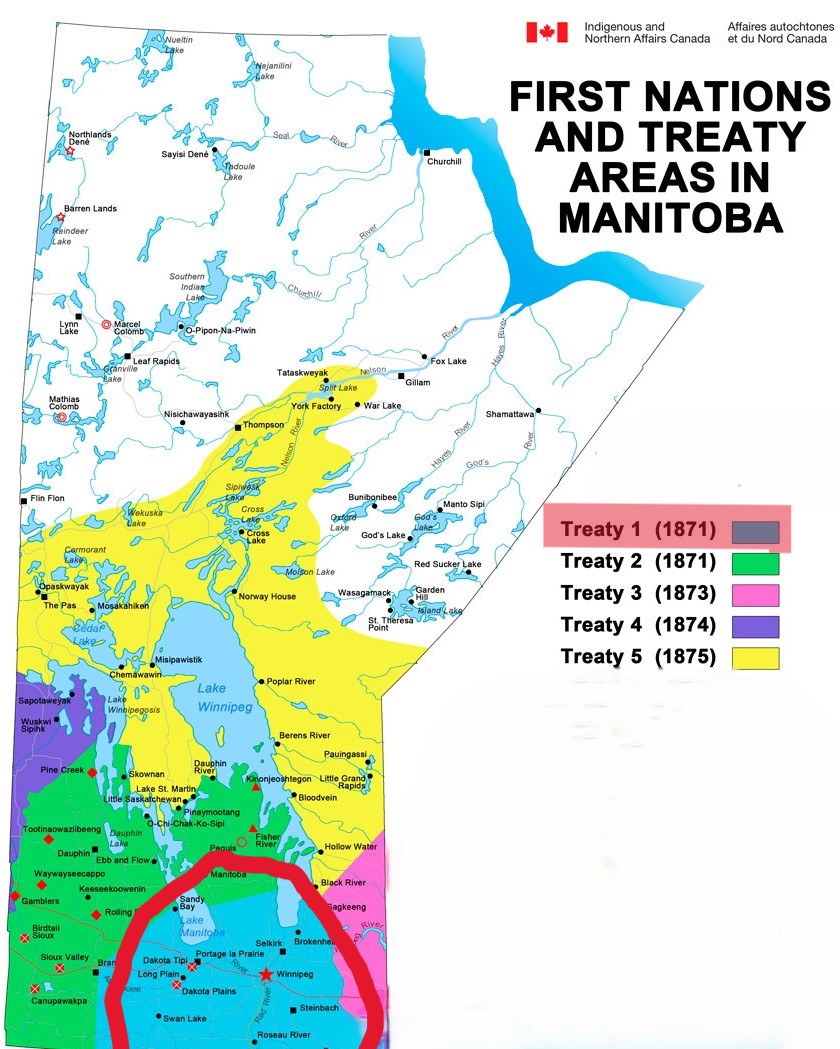 Indigenous and
Northern Affairs Canada
Affaires autochtones
et du Nord Canada
FIRST NATIONS
AND TREATY
AREAS IN
MANITOBA
Nueltin
Lake
Nejanilini
Lake
Northlands
Dené
Seal
River
Sayisi Dené
Tadoule
Lake
Churchill
Barren Lands
Reindeer
Lake
River
Southern
Indian
Lake
Churchill
Lynn
Lake
Marcel
Colomb
O-Pipon-Na-Piwin
River
Hayes River
Leaf Rapids
Granville
Lake
Fox Lake
Tataskweyak
Nelson
Gillam
Split Lake
Mathias
Colomb
York Factory
War Lake
Nisichawayasihk
Shamattawa
Thompson
Nelson River
Hayes
River
River
God's
Flin Flon
Sipiwesk
Lake
Bunibonibee
Manto Sipi
Wekuska
Lake
Cross
Lake
Oxford
Lake
God's
Lake
Cross
Lake
God's Lake
Cormorant
Lake
Molson Lake
Red Sucker Lake
Opaskwayak
The Pas
Mosakahiken
Norway House
Wasagamack
Garden
Hill
Island Lake
St. Theresa
Point
Cedar
Lake
Misipawistik
Chemawawin
Poplar River
Lake
Winnipeg
Sapotaweyak
Lake
Winnipegosis
Wuskwi
Sipihk
Berens River
Pauingassi
Pine Creek
Skownan
Dauphin
River
Kinonjeoshtegon
Little Grand
Rapids
Lake St. Martin
Little Saskatchewan
Bloodvein
Pinaymootang
O-Chi-Chak-Ko-Sipi
Tootinaowaziibeeng
Dauphin
Lake
Fisher
River
Dauphin
Peguis
Hollow Water
Ebb and Flow
Waywayseecappo
Manitoba
Black River
Keeseekoowenin
Gamblers
Sandy
Bay
Sagkeeng
Rolling
Lake
Manitoba
River
Birdtail
Sioux
Selkirk
Brokenhe
Sioux Valley
Bran
Dakota Tipi
Portage la Prairie
River
Long Plain
Winnipeg
Canupawakpa
Dakota Plains
Red River
Steinbach
Swan Lake
Roseau River
Treaty 1 (1871)
Treaty 2 (1871)
Treaty 3 (1873)
Treaty 4 (1874)
Treaty 5 (1875)